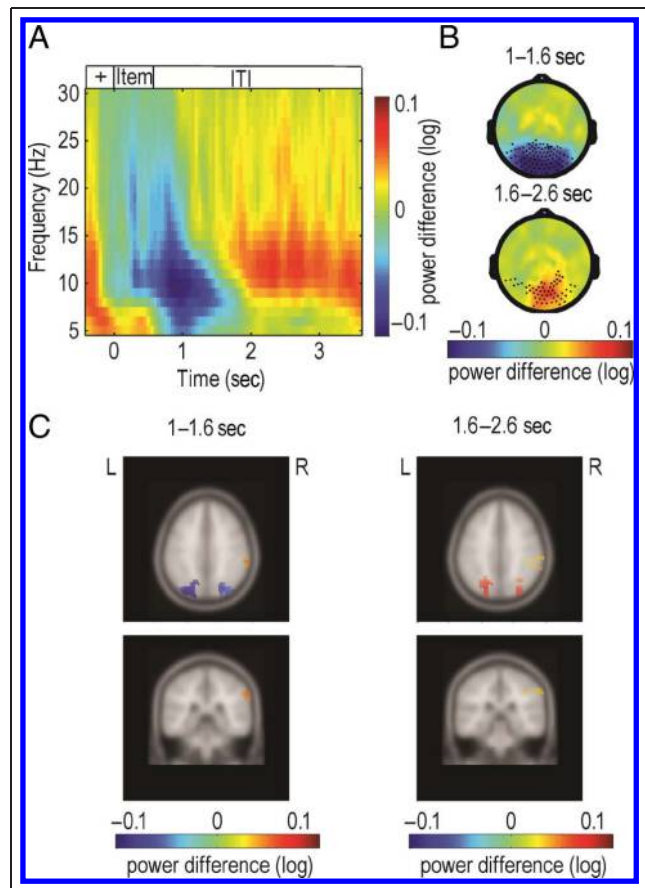 A
+ Item ITI
Frequency (Hz)
30
25
20
15
10
5
0 1 2 3
Time (sec)
0.1
0
−0.1
power difference (log)
B
1–1.6 sec
1.6–2.6 sec
−0.1 0 0.1
power difference (log)
C
1–1.6 sec
1.6–2.6 sec
L R
L R
−0.1 0 0.1
power difference (log)
−0.1 0 0.1
power difference (log)